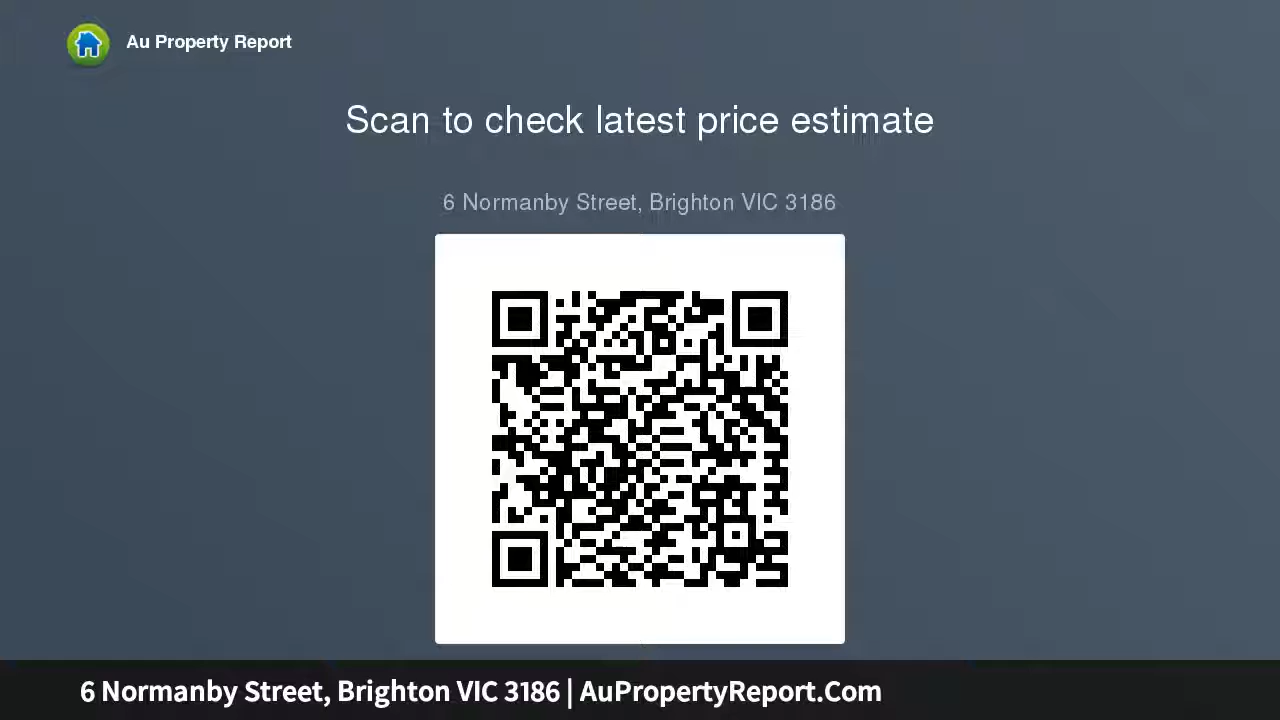 Au Property Report
Scan to check latest price estimate
6 Normanby Street, Brighton VIC 3186
6 Normanby Street, Brighton VIC 3186 | AuPropertyReport.Com